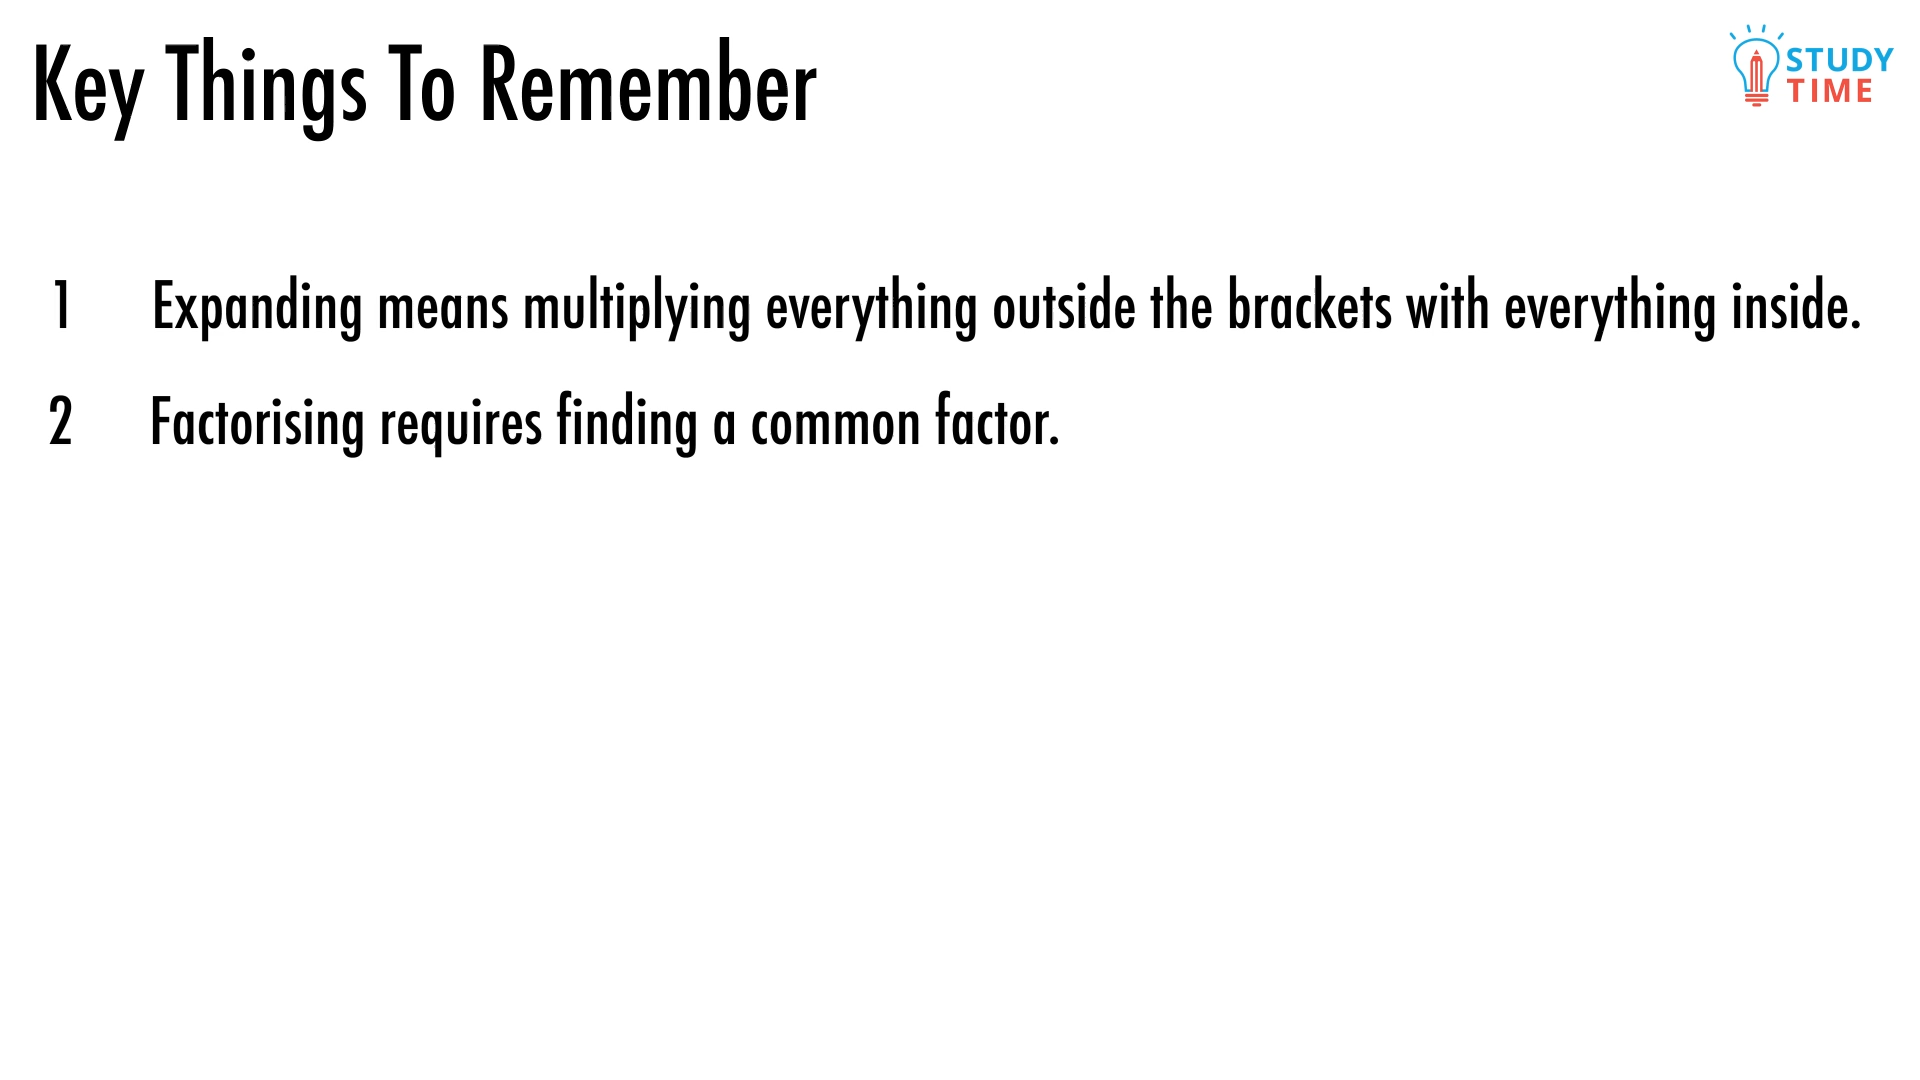 Key Things To Remember
STUDY
TIME
1 Expanding means multiplying everything outside the brackets with everything inside.
2 Factorising requires finding a common factor.